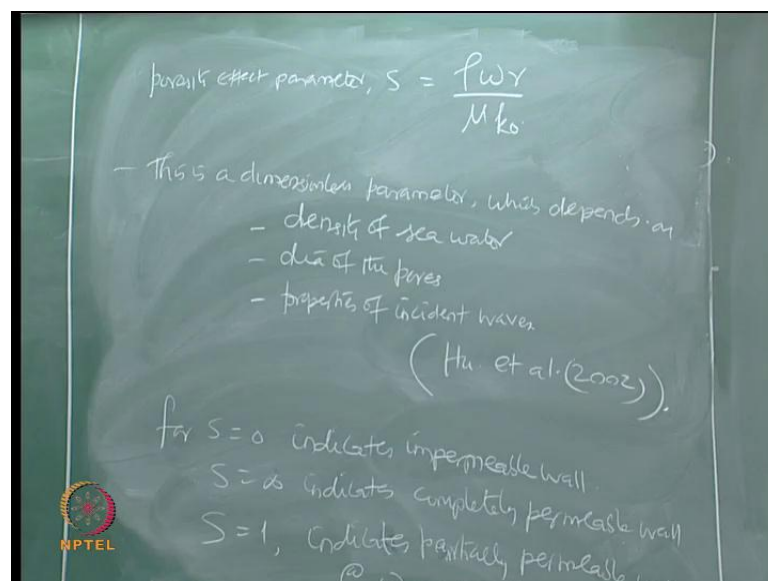 porosity effect parameter, S = ρωγ / μk₀
- This is a dimensionless parameter, which depends on
- density of sea water
- dia of the pores
- properties of incident waves
(Hu et al. (2002)).
for S = 0 indicates impermeable wall.
S = ∞ indicates completely permeable wall
S = 1, indicates partially permeable
NPTEL